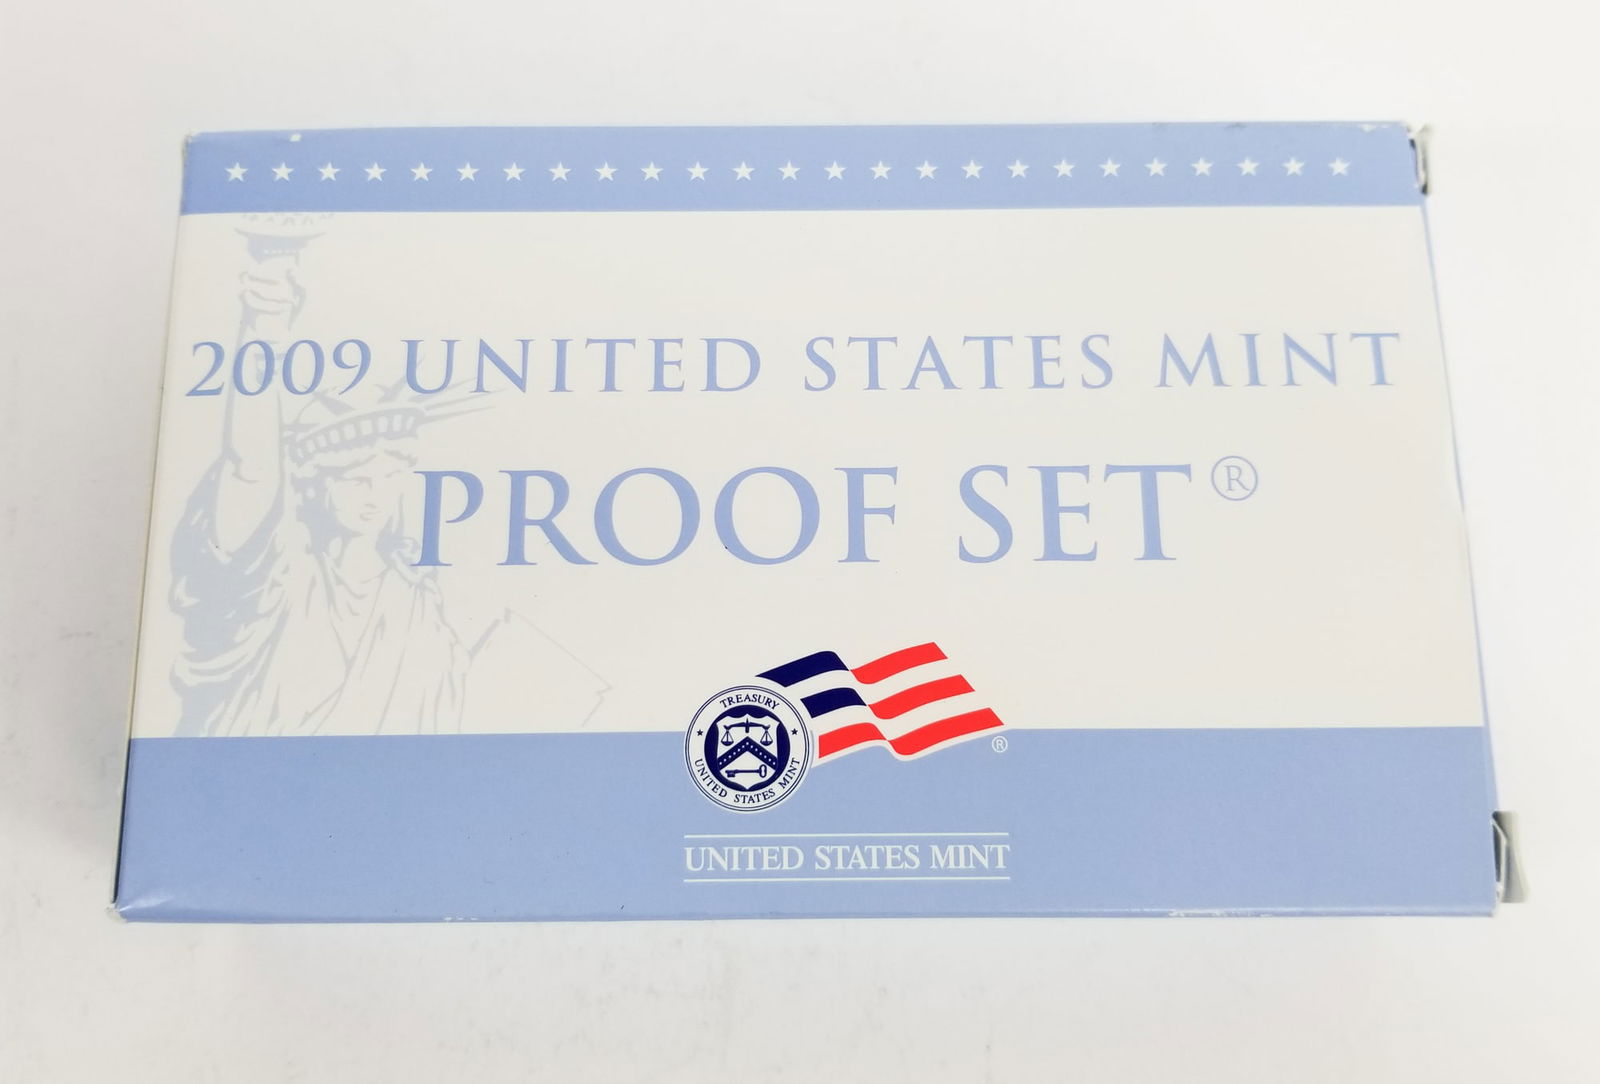 2009 UNITED STATES MINT
PROOF SET®
TREASURY
UNITED STATES MINT
®
UNITED STATES MINT